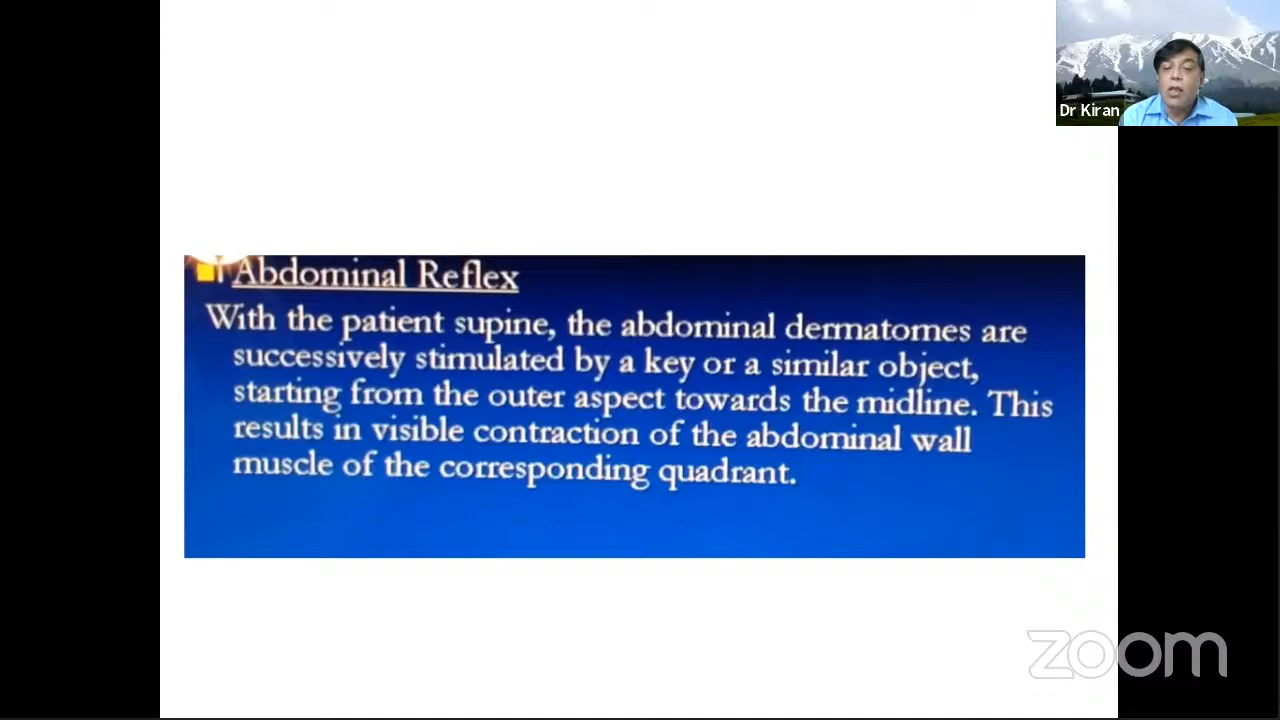 Dr Kiran
Abdominal Reflex
With the patient supine, the abdominal dermatomes are
successively stimulated by a key or a similar object,
starting from the outer aspect towards the midline. This
results in visible contraction of the abdominal wall
muscle of the corresponding quadrant.
zoom